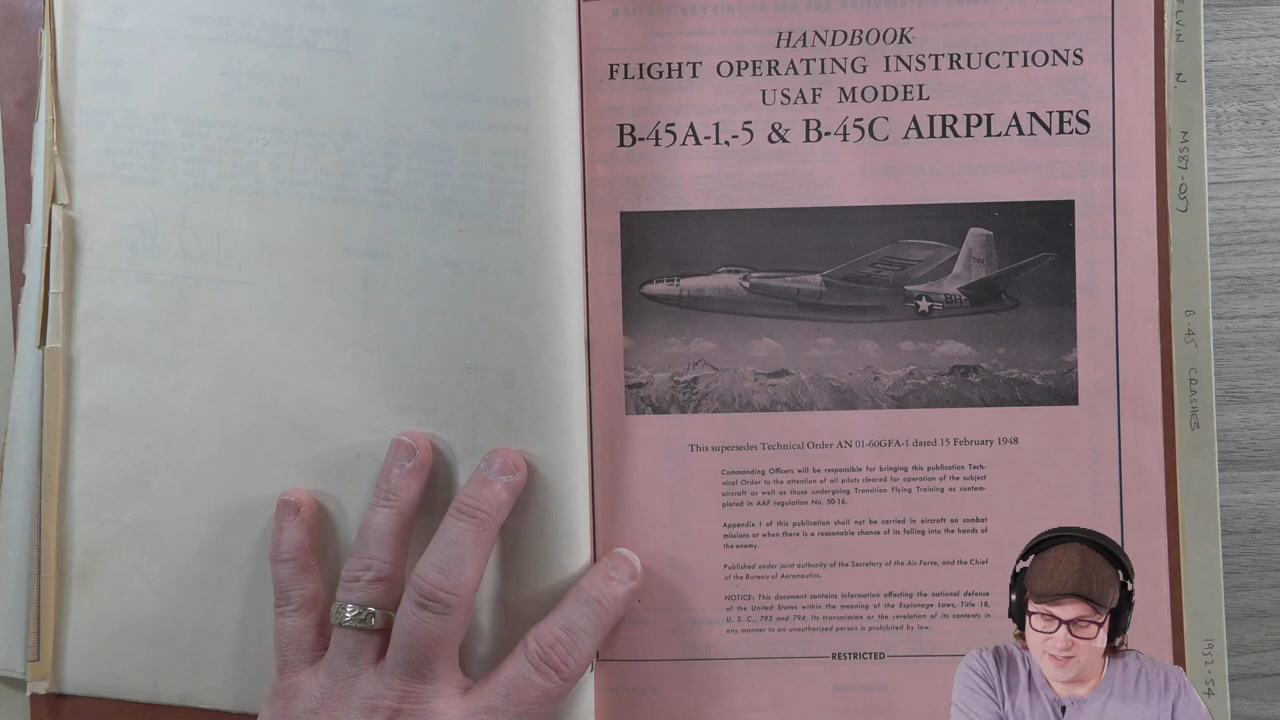 HANDBOOK
FLIGHT OPERATING INSTRUCTIONS
USAF MODEL
B-45A-1,-5 & B-45C AIRPLANES
BH-
This supersedes Technical Order AN 01-60GFA-1 dated 15 February 1948
Commanding Officers will be responsible for bringing this publication Tech-
nical Order to the attention of all pilots cleared for operation of the subject
aircraft as well as those undergoing Transition Flying Training as contem-
plated in AAF regulation No. 50-16.
Appendix I of this publication shall not be carried in aircraft on combat
missions or when there is a reasonable chance of its falling into the hands of
the enemy.
Published under joint authority of the Secretary of the Air Force, and the Chief
of the Bureau of Aeronautics.
NOTICE: This document contains information affecting the national defense
of the United States within the meaning of the Espionage Laws, Title 18,
U. S. C., 793 and 794. Its transmission or the revelation of its contents in
any manner to an unauthorized person is prohibited by law.
RESTRICTED
ELVIN N. MS87-057 B-45 CRASHES 1952-54